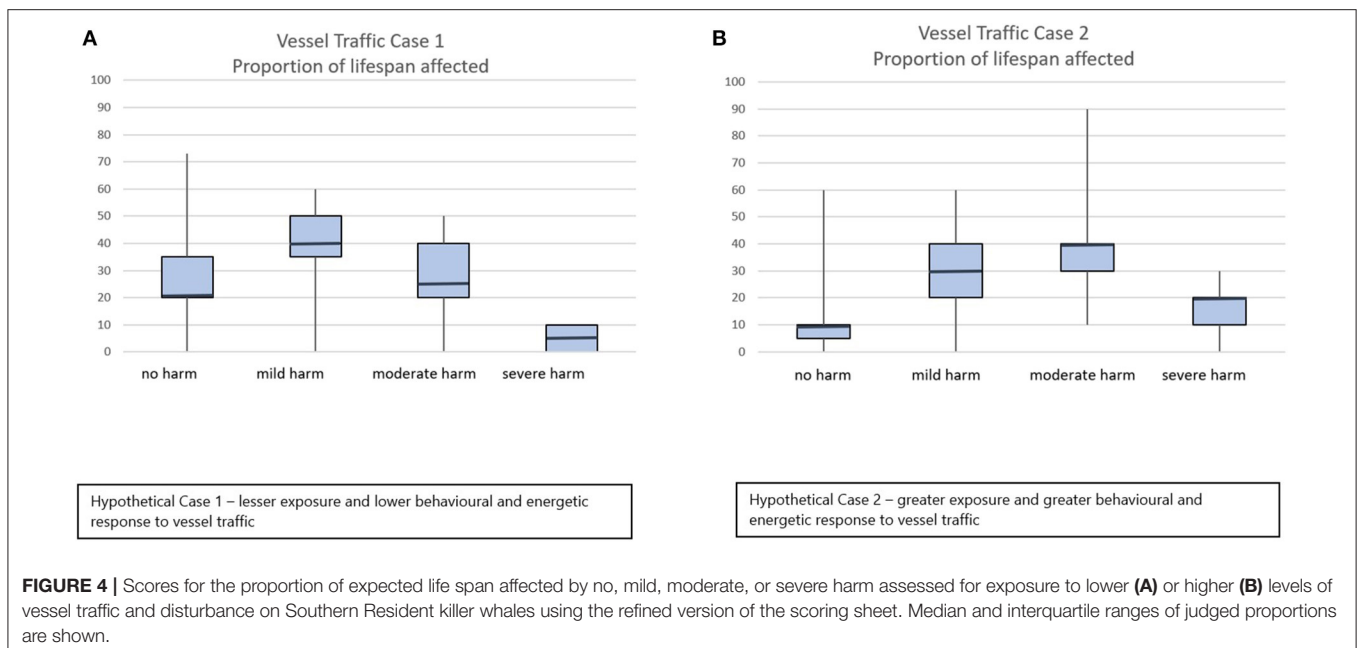 A
Vessel Traffic Case 1
Proportion of lifespan affected
100
90
80
70
60
50
40
30
20
10
0
no harm mild harm moderate harm severe harm
Hypothetical Case 1 – lesser exposure and lower behavioural and energetic
response to vessel traffic
B
Vessel Traffic Case 2
Proportion of lifespan affected
100
90
80
70
60
50
40
30
20
10
0
no harm mild harm moderate harm severe harm
Hypothetical Case 2 – greater exposure and greater behavioural and
energetic response to vessel traffic
FIGURE 4 | Scores for the proportion of expected life span affected by no, mild, moderate, or severe harm assessed for exposure to lower (A) or higher (B) levels of
vessel traffic and disturbance on Southern Resident killer whales using the refined version of the scoring sheet. Median and interquartile ranges of judged proportions
are shown.